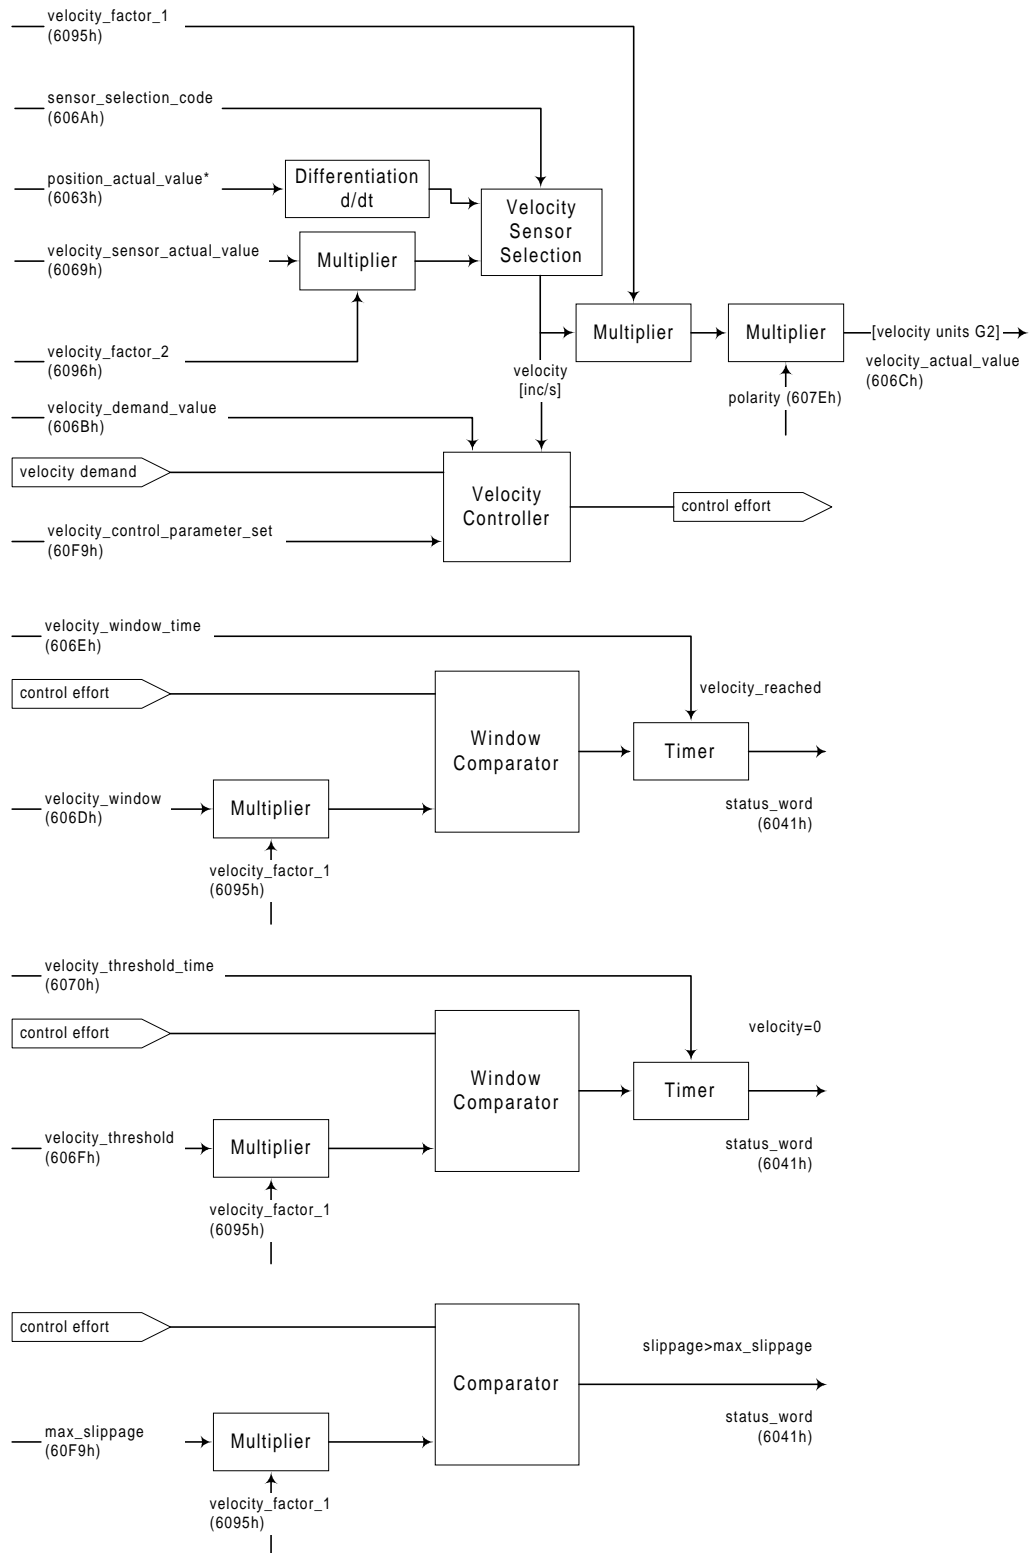 velocity_factor_1
(6095h)
sensor_selection_code
(606Ah)
position_actual_value*
(6063h)
Differentiation
d/dt
Velocity
Sensor
Selection
velocity_sensor_actual_value
(6069h)
Multiplier
Multiplier
Multiplier
[velocity units G2]
velocity_actual_value
(606Ch)
velocity_factor_2
(6096h)
velocity
[inc/s]
polarity (607Eh)
velocity_demand_value
(606Bh)
velocity demand
Velocity
Controller
control effort
velocity_control_parameter_set
(60F9h)
velocity_window_time
(606Eh)
control effort
velocity_reached
Window
Comparator
Timer
velocity_window
(606Dh)
Multiplier
status_word
(6041h)
velocity_factor_1
(6095h)
velocity_threshold_time
(6070h)
control effort
velocity=0
Window
Comparator
Timer
velocity_threshold
(606Fh)
Multiplier
status_word
(6041h)
velocity_factor_1
(6095h)
control effort
slippage>max_slippage
Comparator
status_word
(6041h)
max_slippage
(60F9h)
Multiplier
velocity_factor_1
(6095h)